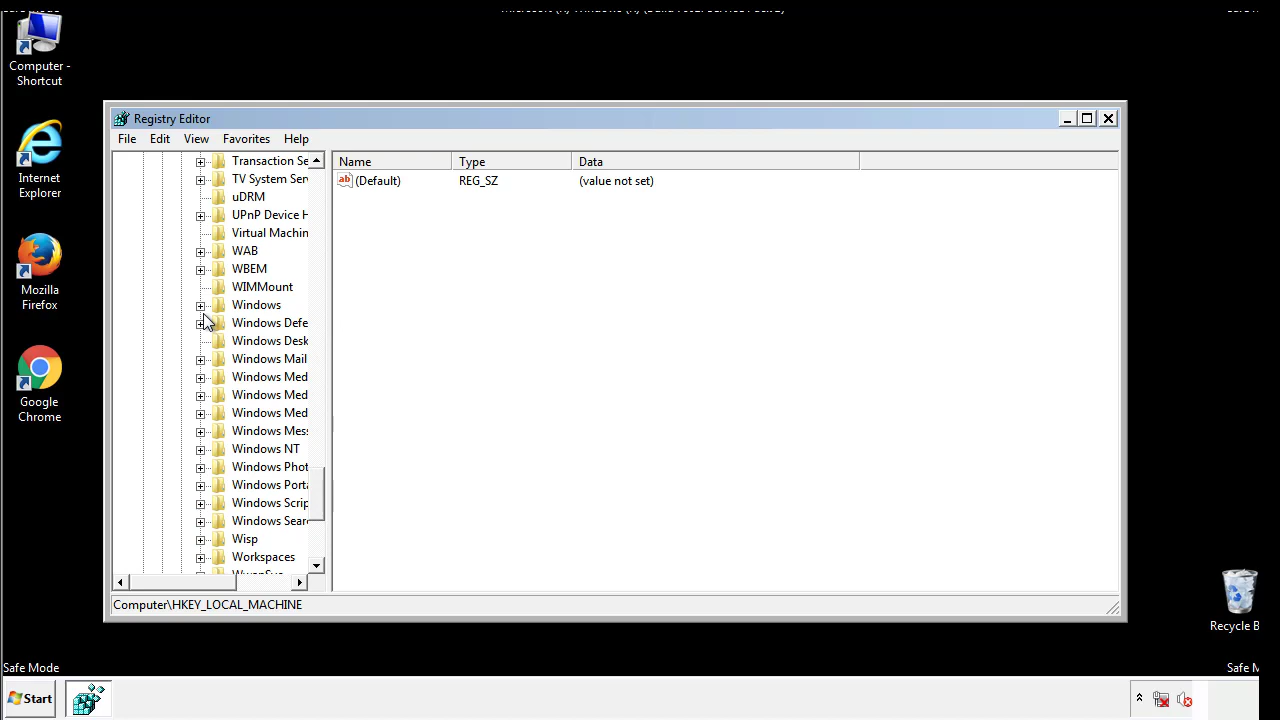 Computer -
Shortcut
Internet
Explorer
Mozilla
Firefox
Google
Chrome
Registry Editor
File Edit View Favorites Help
Transaction Se
TV System Serv
uDRM
UPnP Device H
Virtual Machin
WAB
WBEM
WIMMount
Windows
Windows Defe
Windows Desk
Windows Mail
Windows Med
Windows Med
Windows Med
Windows Mess
Windows NT
Windows Phot
Windows Porta
Windows Scrip
Windows Sear
Wisp
Workspaces
Name Type Data
ab (Default) REG_SZ (value not set)
Computer\HKEY_LOCAL_MACHINE
Recycle B
Safe Mode
Safe M
Start